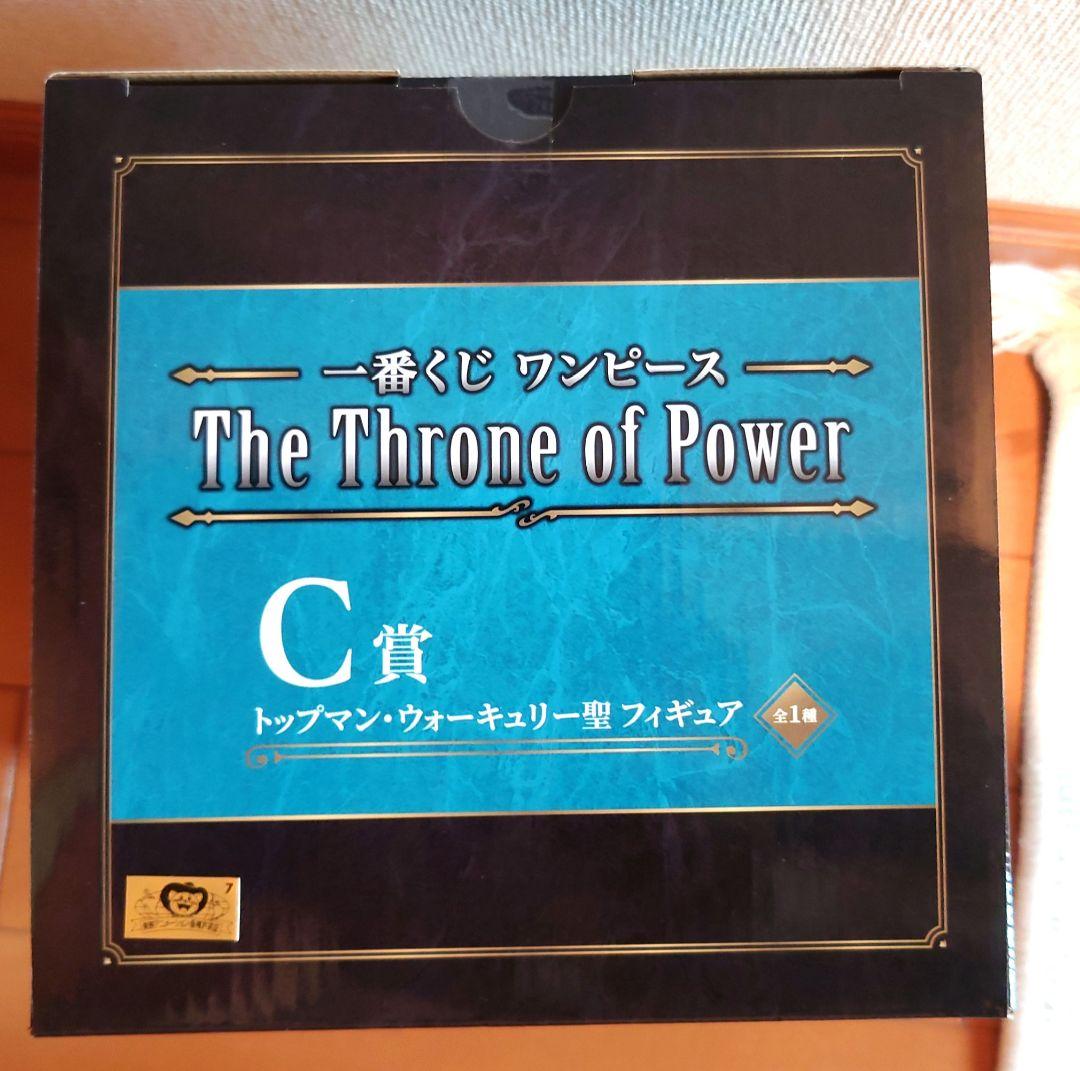 一番くじ ワンピース
The Throne of Power
C賞
トップマン・ウォーキュリー聖 フィギュア
全1種
7